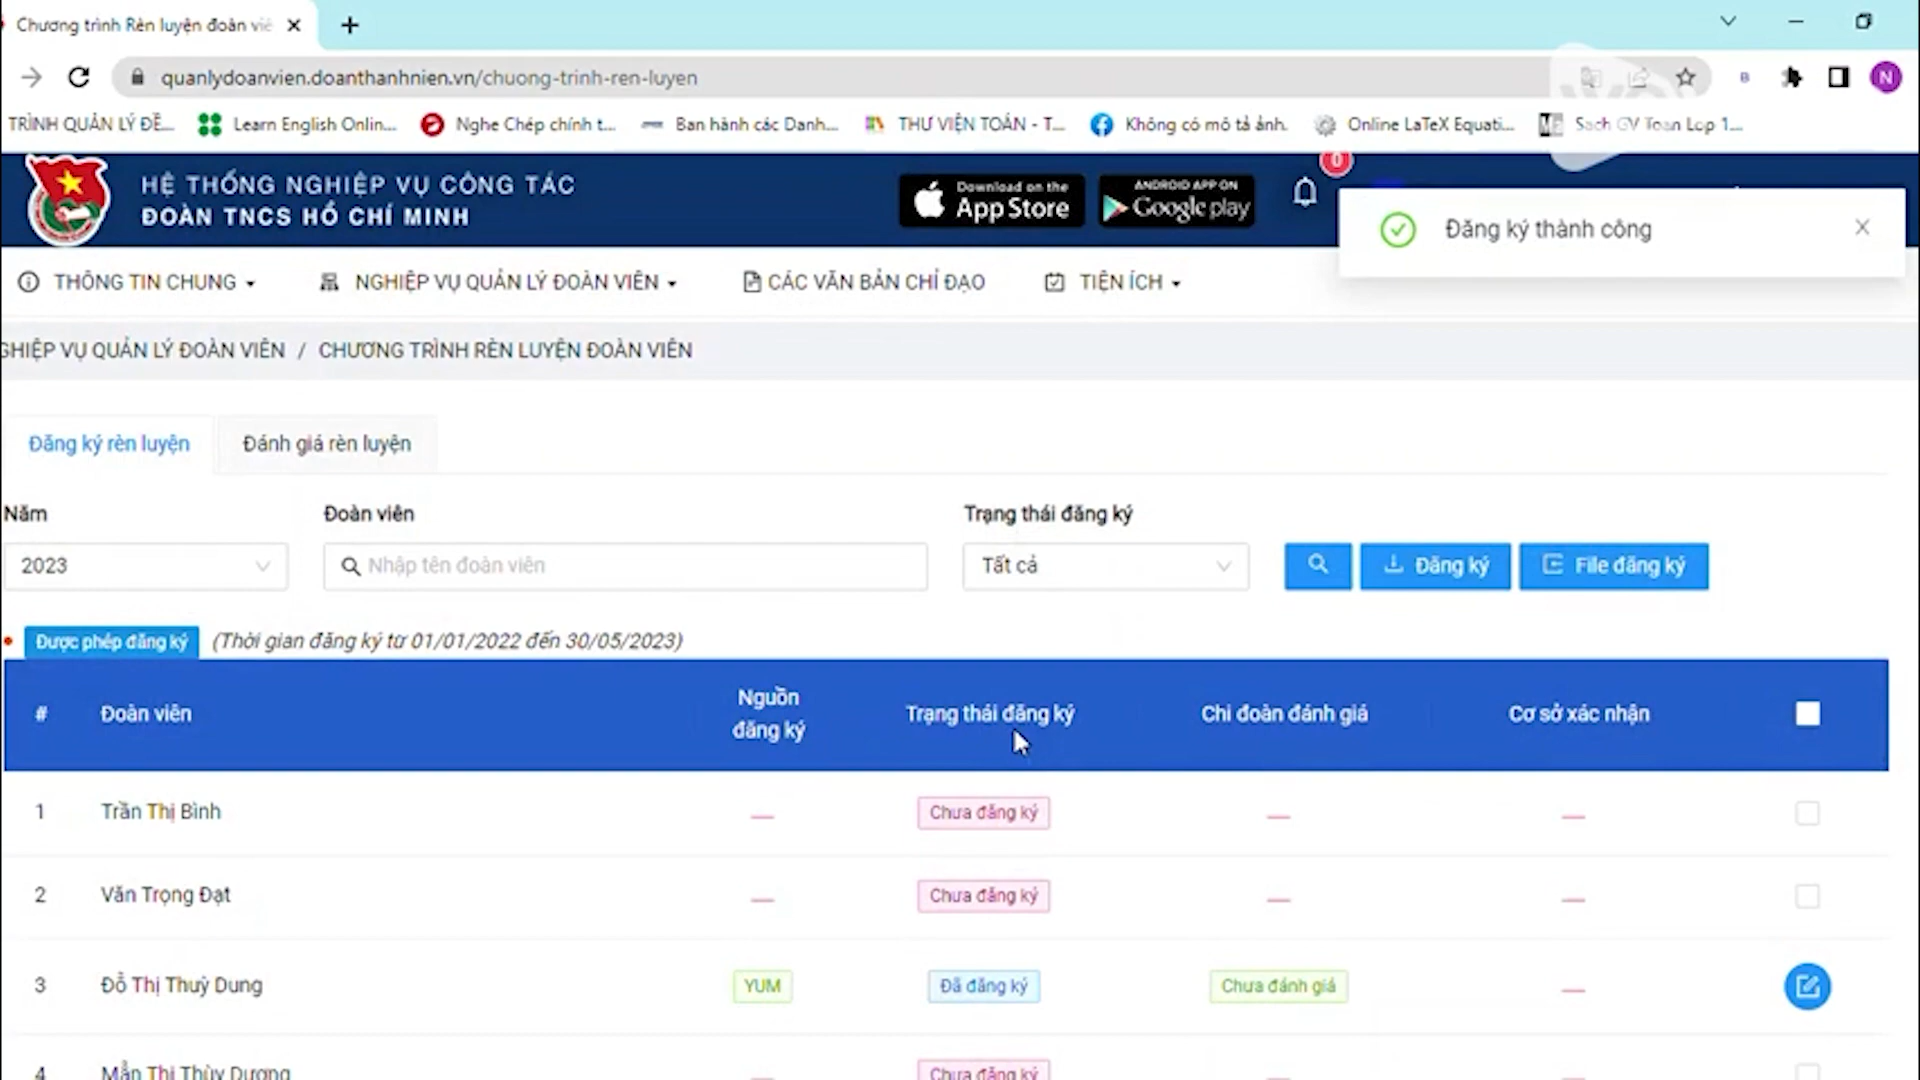 Chương trình Rèn luyện đoàn viê
quanlydoanvien.doanthanhnien.vn/chuong-trinh-ren-luyen
B
N
TRÌNH QUẢN LÝ ĐỀ...
Learn English Onlin...
Nghe Chép chính t...
Ban hành các Danh...
THƯ VIỆN TOÁN - T...
Không có mô tả ảnh.
Online LaTeX Equati...
Sach GV Toan Lop 1...
HỆ THỐNG NGHIỆP VỤ CÔNG TÁC
ĐOÀN TNCS HỒ CHÍ MINH
Download on the
App Store
ANDROID APP ON
Google play
0
Đăng ký thành công
THÔNG TIN CHUNG
NGHIỆP VỤ QUẢN LÝ ĐOÀN VIÊN
CÁC VĂN BẢN CHỈ ĐẠO
TIỆN ÍCH
GHIỆP VỤ QUẢN LÝ ĐOÀN VIÊN / CHƯƠNG TRÌNH RÈN LUYỆN ĐOÀN VIÊN
Đăng ký rèn luyện
Đánh giá rèn luyện
Năm
Đoàn viên
Trạng thái đăng ký
2023
Nhập tên đoàn viên
Tất cả
Đăng ký
File đăng ký
Được phép đăng ký (Thời gian đăng ký từ 01/01/2022 đến 30/05/2023)
#
Đoàn viên
Nguồn
đăng ký
Trạng thái đăng ký
Chi đoàn đánh giá
Cơ sở xác nhận
1 Trần Thị Bình — Chưa đăng ký — —
2 Văn Trọng Đạt — Chưa đăng ký — —
3 Đỗ Thị Thuỳ Dung YUM Đã đăng ký Chưa đánh giá —
4 Mẫn Thị Thùy Dương — Chưa đăng ký — —